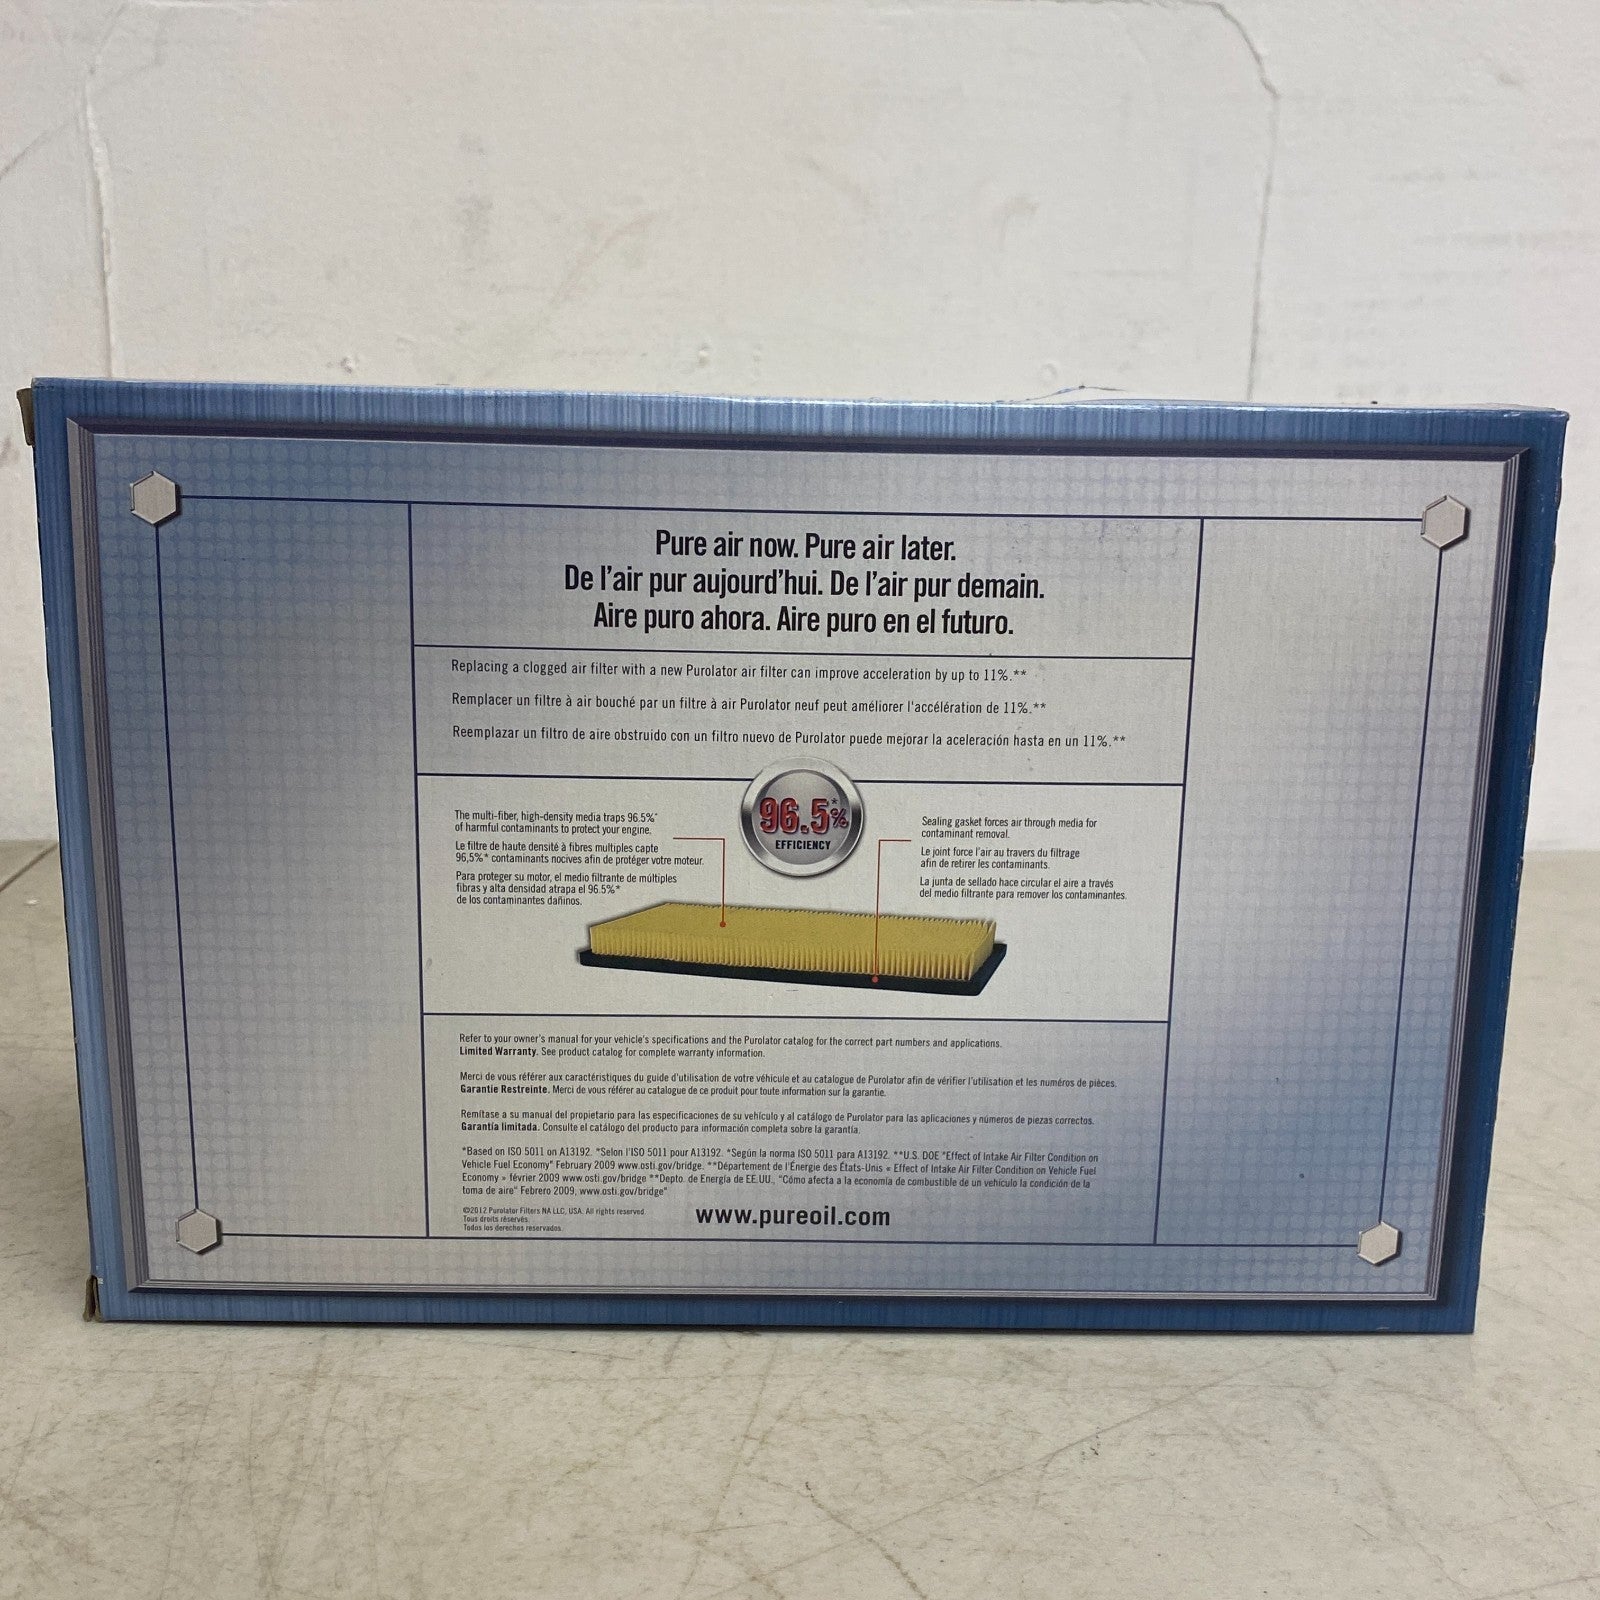 Pure air now. Pure air later.
De l'air pur aujourd'hui. De l'air pur demain.
Aire puro ahora. Aire puro en el futuro.
Replacing a clogged air filter with a new Purolator air filter can improve acceleration by up to 11%.**
Remplacer un filtre à air bouché par un filtre à air Purolator neuf peut améliorer l'accélération de 11%.**
Reemplazar un filtro de aire obstruido con un filtro nuevo de Purolator puede mejorar la aceleración hasta en un 11%.**
The multi-fiber, high-density media traps 96.5%*
of harmful contaminants to protect your engine.
Le filtre de haute densité à fibres multiples capte
96,5%* contaminants nocives afin de protéger votre moteur.
Para proteger su motor, el medio filtrante de múltiples
fibras y alta densidad atrapa el 96.5%*
de los contaminantes dañinos.
96.5*%
EFFICIENCY
Sealing gasket forces air through media for
contaminant removal.
Le joint force l'air au travers du filtrage
afin de retirer les contaminants.
La junta de sellado hace circular el aire a través
del medio filtrante para remover los contaminantes.
Refer to your owner's manual for your vehicle's specifications and the Purolator catalog for the correct part numbers and applications.
Limited Warranty. See product catalog for complete warranty information.
Merci de vous référer aux caractéristiques du guide d'utilisation de votre véhicule et au catalogue de Purolator afin de vérifier l'utilisation et les numéros de pièces.
Garantie Restreinte. Merci de vous référer au catalogue de ce produit pour toute information sur la garantie.
Remítase a su manual del propietario para las especificaciones de su vehículo y al catálogo de Purolator para las aplicaciones y números de piezas correctos.
Garantía limitada. Consulte el catálogo del producto para información completa sobre la garantía.
*Based on ISO 5011 on A13192. *Selon l'ISO 5011 pour A13192. *Según la norma ISO 5011 para A13192. **U.S. DOE "Effect of Intake Air Filter Condition on
Vehicle Fuel Economy" February 2009 www.osti.gov/bridge. **Département de l'Énergie des États-Unis « Effect of Intake Air Filter Condition on Vehicle Fuel
Economy » février 2009 www.osti.gov/bridge **Depto. de Energía de EE.UU., "Cómo afecta a la economía de combustible de un vehículo la condición de la
toma de aire" Febrero 2009, www.osti.gov/bridge"
©2012 Purolator Filters NA LLC, USA. All rights reserved.
Tous droits réservés.
Todos los derechos reservados.
www.pureoil.com